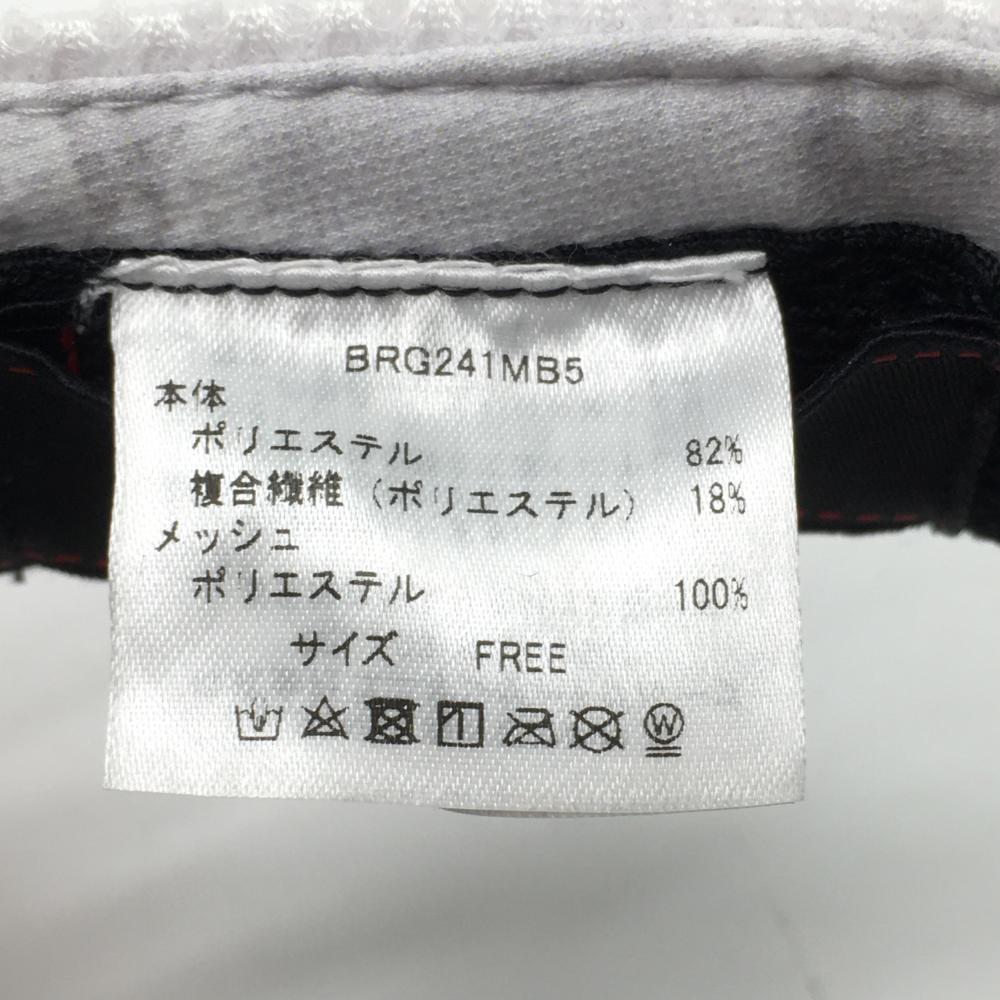 BRG241MB5
本体
ポリエステル 82%
複合繊維(ポリエステル) 18%
メッシュ
ポリエステル 100%
サイズ FREE
W